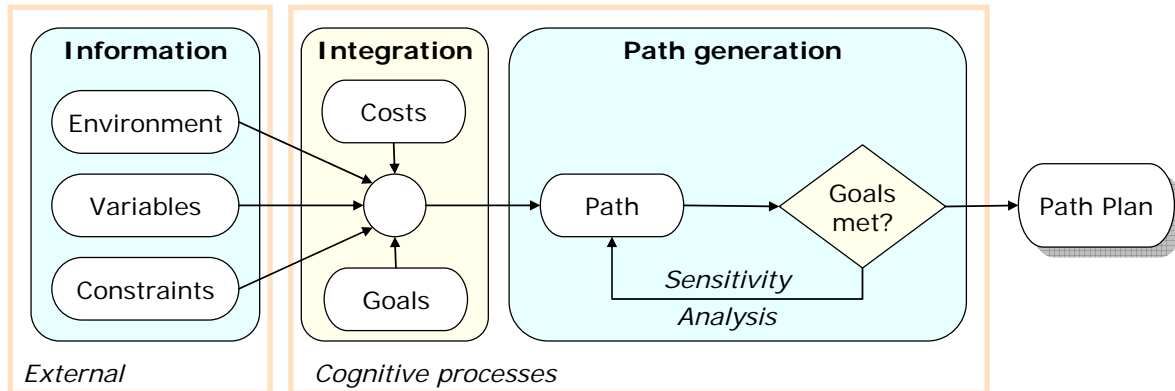 Information
Environment
Variables
Constraints
External
Integration
Costs
Goals
Path generation
Path
Goals
met?
Sensitivity
Analysis
Cognitive processes
Path Plan